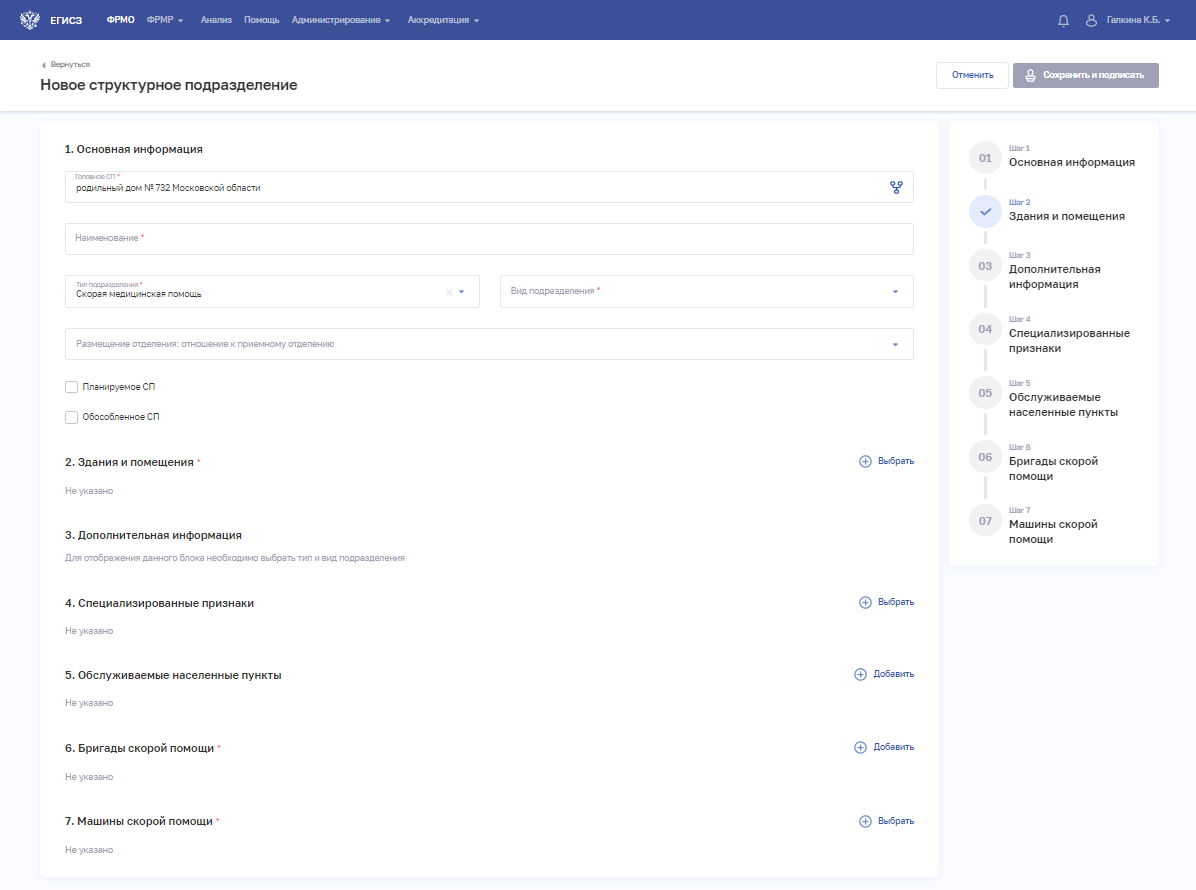 ЕГИСЗ ФРМО ФРМР Анализ Помощь Администрирование Аккредитация Галкина К.Б.
Вернуться
Новое структурное подразделение
Отменить
Сохранить и подписать
1. Основная информация
Головное СП *
родильный дом № 732 Московской области
Наименование *
Тип подразделения *
Скорая медицинская помощь
Вид подразделения *
Размещение отделения: отношение к приемному отделению
Планируемое СП
Обособленное СП
2. Здания и помещения *
Выбрать
Не указано
3. Дополнительная информация
Для отображения данного блока необходимо выбрать тип и вид подразделения
4. Специализированные признаки
Выбрать
Не указано
5. Обслуживаемые населенные пункты
Добавить
Не указано
6. Бригады скорой помощи *
Добавить
Не указано
7. Машины скорой помощи *
Выбрать
Не указано
01
Шаг 1
Основная информация
Шаг 2
Здания и помещения
03
Шаг 3
Дополнительная
информация
04
Шаг 4
Специализированные
признаки
05
Шаг 5
Обслуживаемые
населенные пункты
06
Шаг 6
Бригады скорой
помощи
07
Шаг 7
Машины скорой
помощи